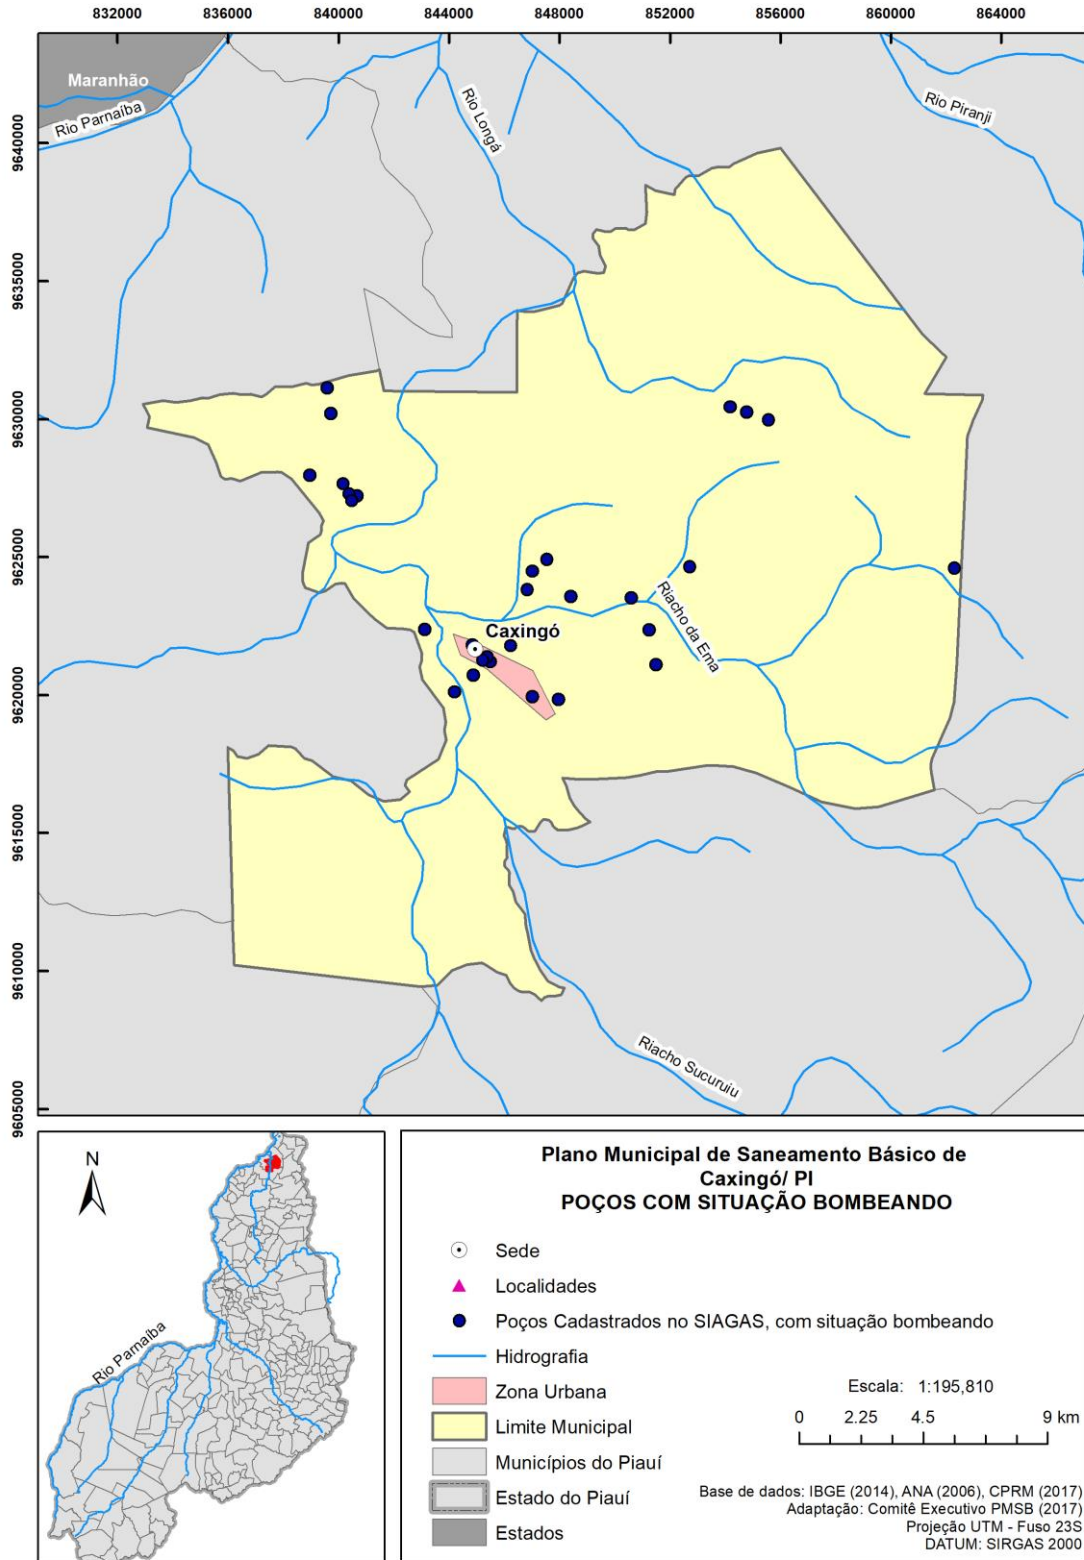 832000 836000 840000 844000 848000 852000 856000 860000 864000
9640000
9635000
9630000
9625000
9620000
9615000
9610000
9605000
Maranhão
Rio Parnaíba
Rio Longá
Rio Piranji
Riacho da Ema
Caxingó
Riacho Sucuruiu
N
Rio Parnaíba
Plano Municipal de Saneamento Básico de
Caxingó/ PI
POÇOS COM SITUAÇÃO BOMBEANDO
Sede
Localidades
Poços Cadastrados no SIAGAS, com situação bombeando
Hidrografia
Zona Urbana
Limite Municipal
Municípios do Piauí
Estado do Piauí
Estados
Escala: 1:195,810
0 2.25 4.5 9 km
Base de dados: IBGE (2014), ANA (2006), CPRM (2017)
Adaptação: Comitê Executivo PMSB (2017)
Projeção UTM - Fuso 23S
DATUM: SIRGAS 2000